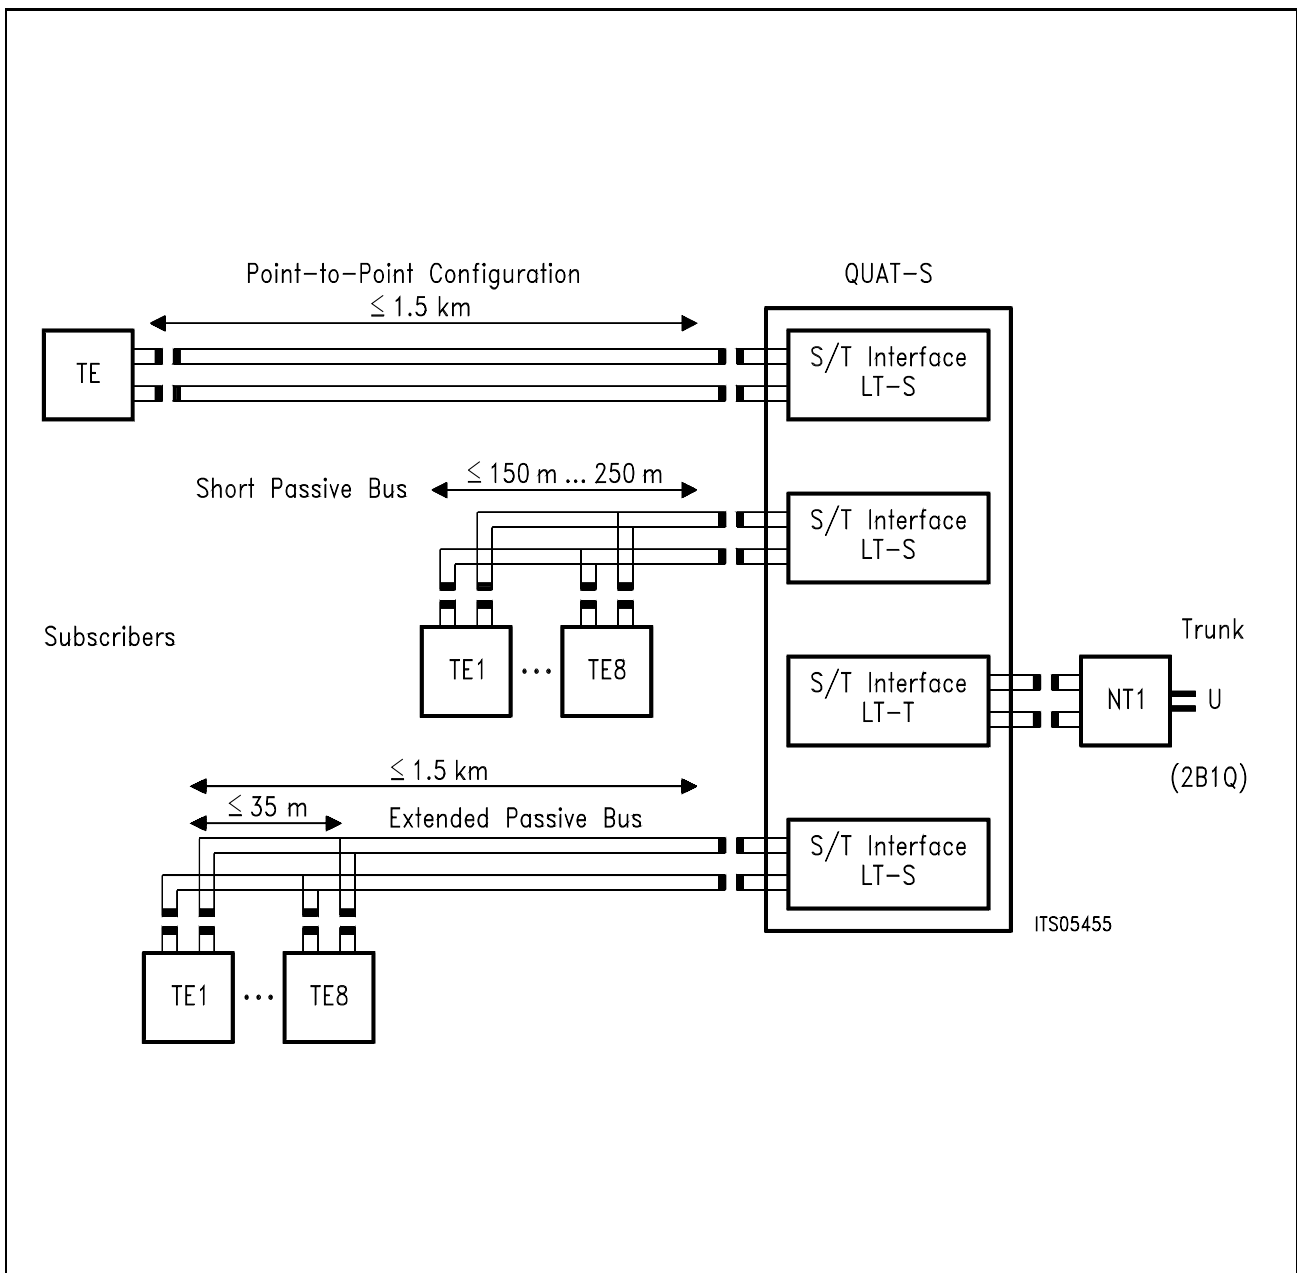 Point-to-Point Configuration
QUAT-S
≤ 1.5 km
TE
S/T Interface
LT-S
≤ 150 m ... 250 m
Short Passive Bus
S/T Interface
LT-S
Subscribers
TE1
...
TE8
Trunk
S/T Interface
LT-T
NT1
U
(2B1Q)
≤ 1.5 km
≤ 35 m
Extended Passive Bus
S/T Interface
LT-S
ITS05455
TE1
...
TE8